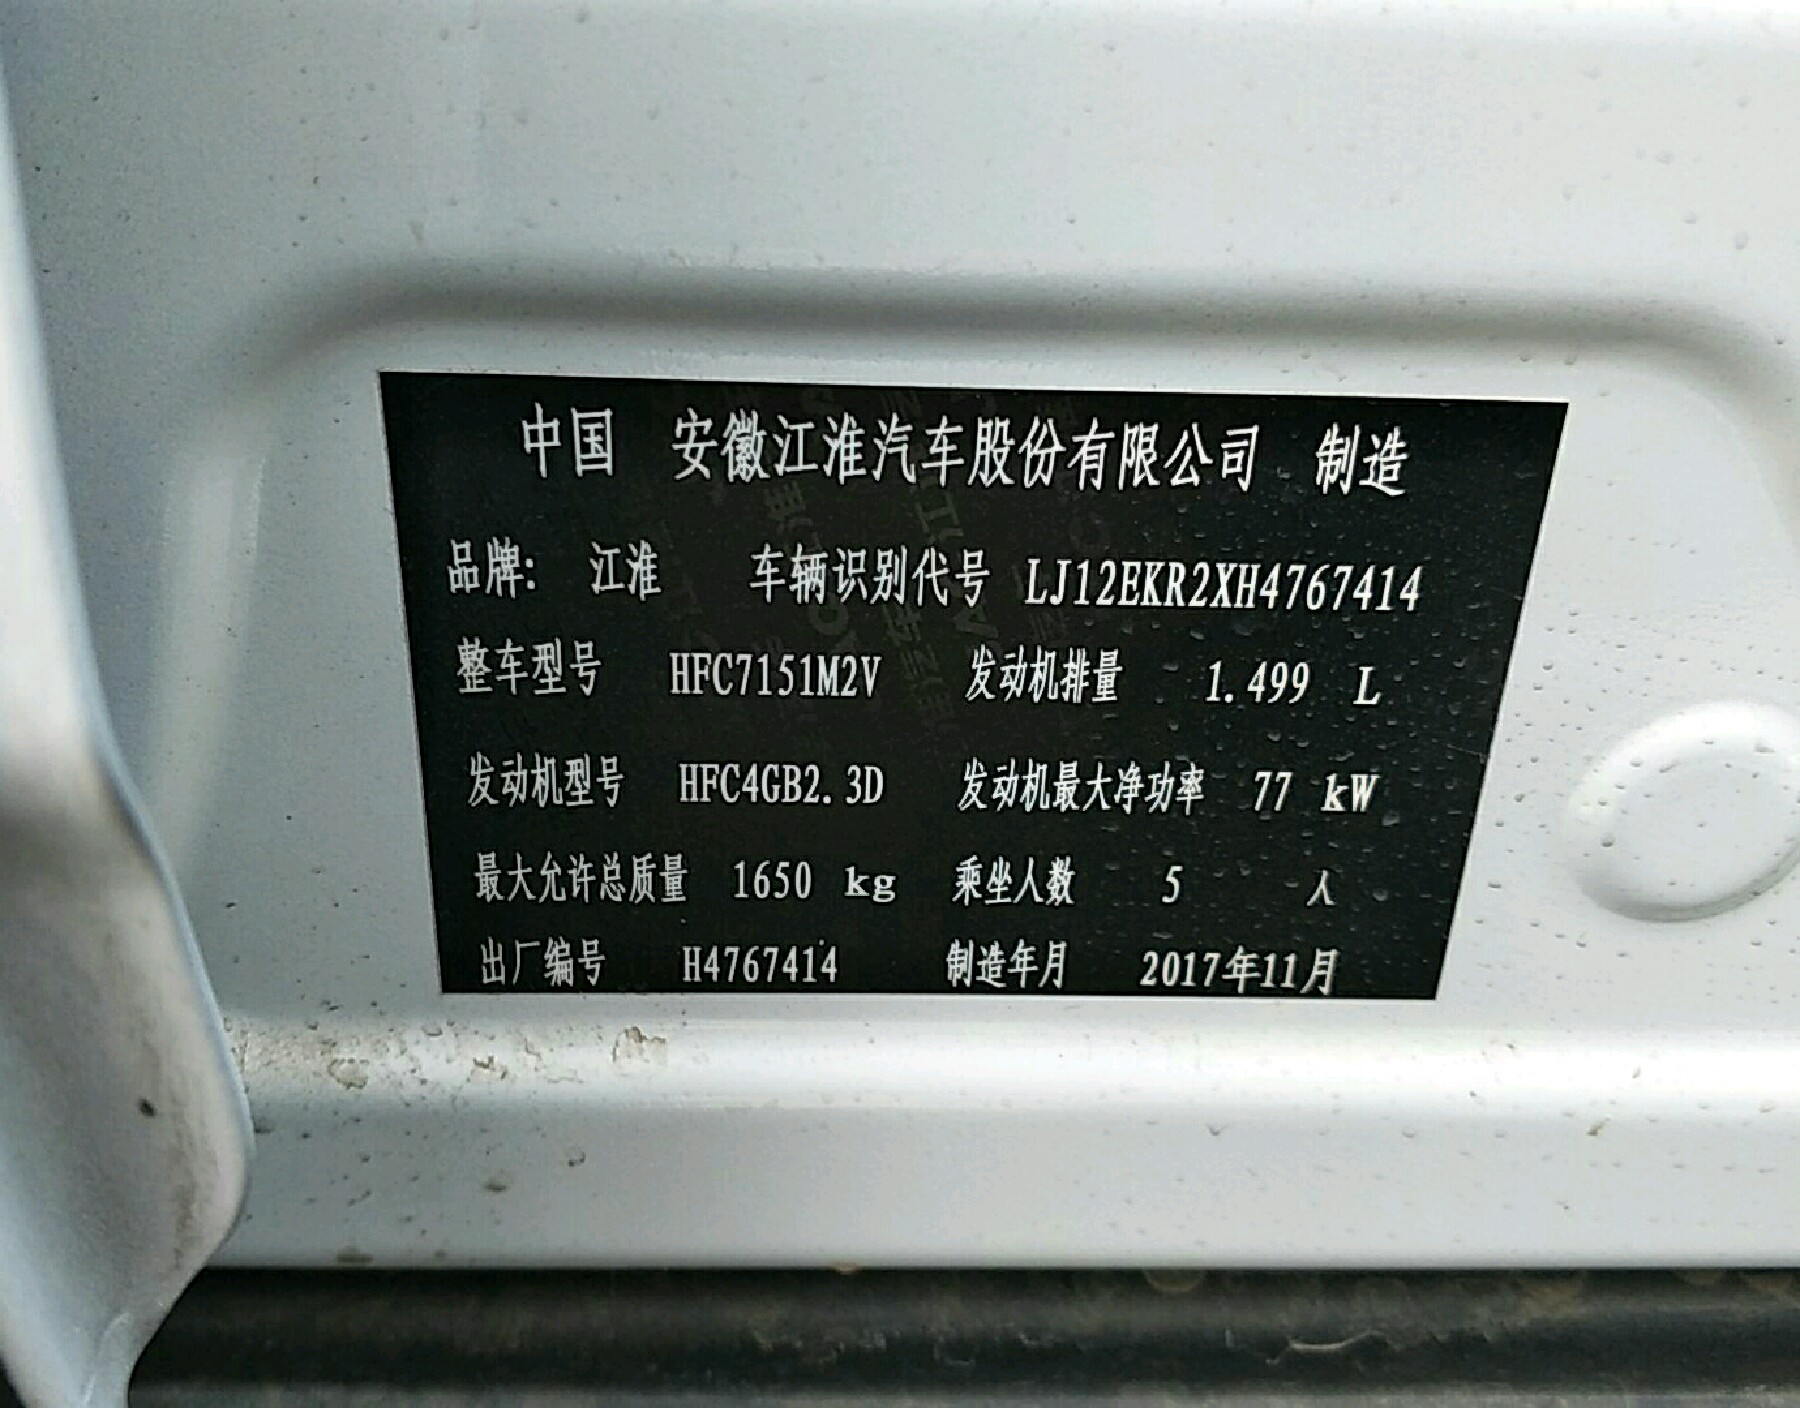 中国 安徽江淮汽车股份有限公司 制造
品牌: 江淮 车辆识别代号 LJ12EKR2XH4767414
整车型号 HFC7151M2V 发动机排量 1.499 L
发动机型号 HFC4GB2.3D 发动机最大净功率 77 kW
最大允许总质量 1650 kg 乘坐人数 5 人
出厂编号 H4767414 制造年月 2017年11月